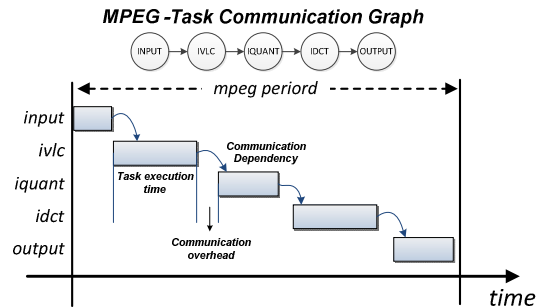 MPEG -Task Communication Graph
INPUT IVLC IQUANT IDCT OUTPUT
mpeg periord
input
ivlc
Communication
Dependency
Task execution
time
iquant
idct
Communication
overhead
output
time